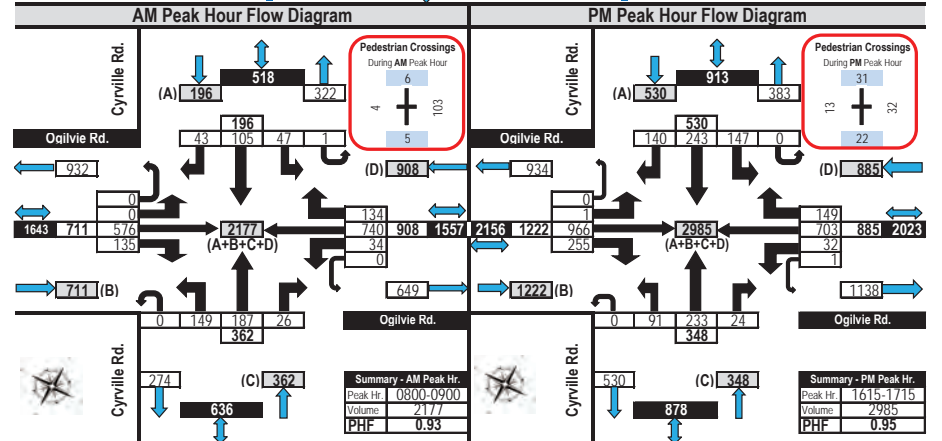 AM Peak Hour Flow Diagram
Cyrville Rd.
518
(A) 196
322
Pedestrian Crossings
During AM Peak Hour
6
4
103
5
196
43 105 47 1
Ogilvie Rd.
932
(D) 908
0
0
576
135
1643 711
2177
(A+B+C+D)
134
740
34
0
908 1557
711 (B)
649
0 149 187 26
362
Ogilvie Rd.
Cyrville Rd.
274
(C) 362
636
Summary - AM Peak Hr.
Peak Hr. 0800-0900
Volume 2177
PHF 0.93
PM Peak Hour Flow Diagram
Cyrville Rd.
913
(A) 530
383
Pedestrian Crossings
During PM Peak Hour
31
13
32
22
530
140 243 147 0
Ogilvie Rd.
934
(D) 885
0
1
966
255
2156 1222
2985
(A+B+C+D)
149
703
32
1
885 2023
1222 (B)
1138
0 91 233 24
348
Ogilvie Rd.
Cyrville Rd.
530
(C) 348
878
Summary - PM Peak Hr.
Peak Hr. 1615-1715
Volume 2985
PHF 0.95